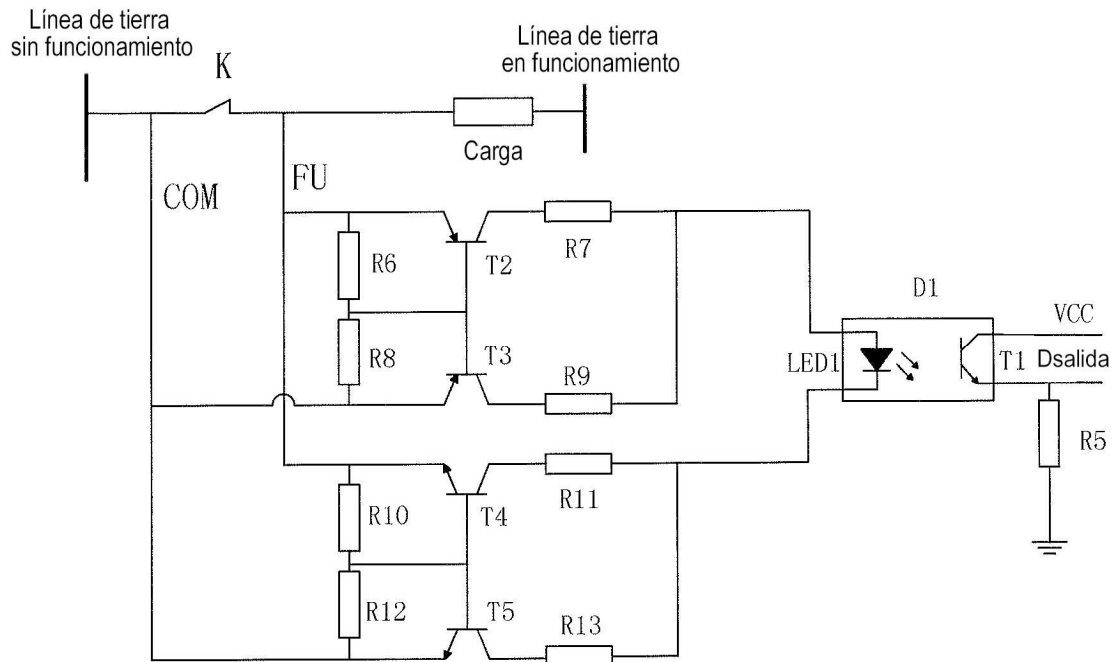 Línea de tierra
sin funcionamiento
Línea de tierra
en funcionamiento
K
Carga
COM
FU
R6
T2
R7
R8
T3
R9
D1
VCC
LED1
T1
Dsalida
R5
R10
T4
R11
R12
T5
R13